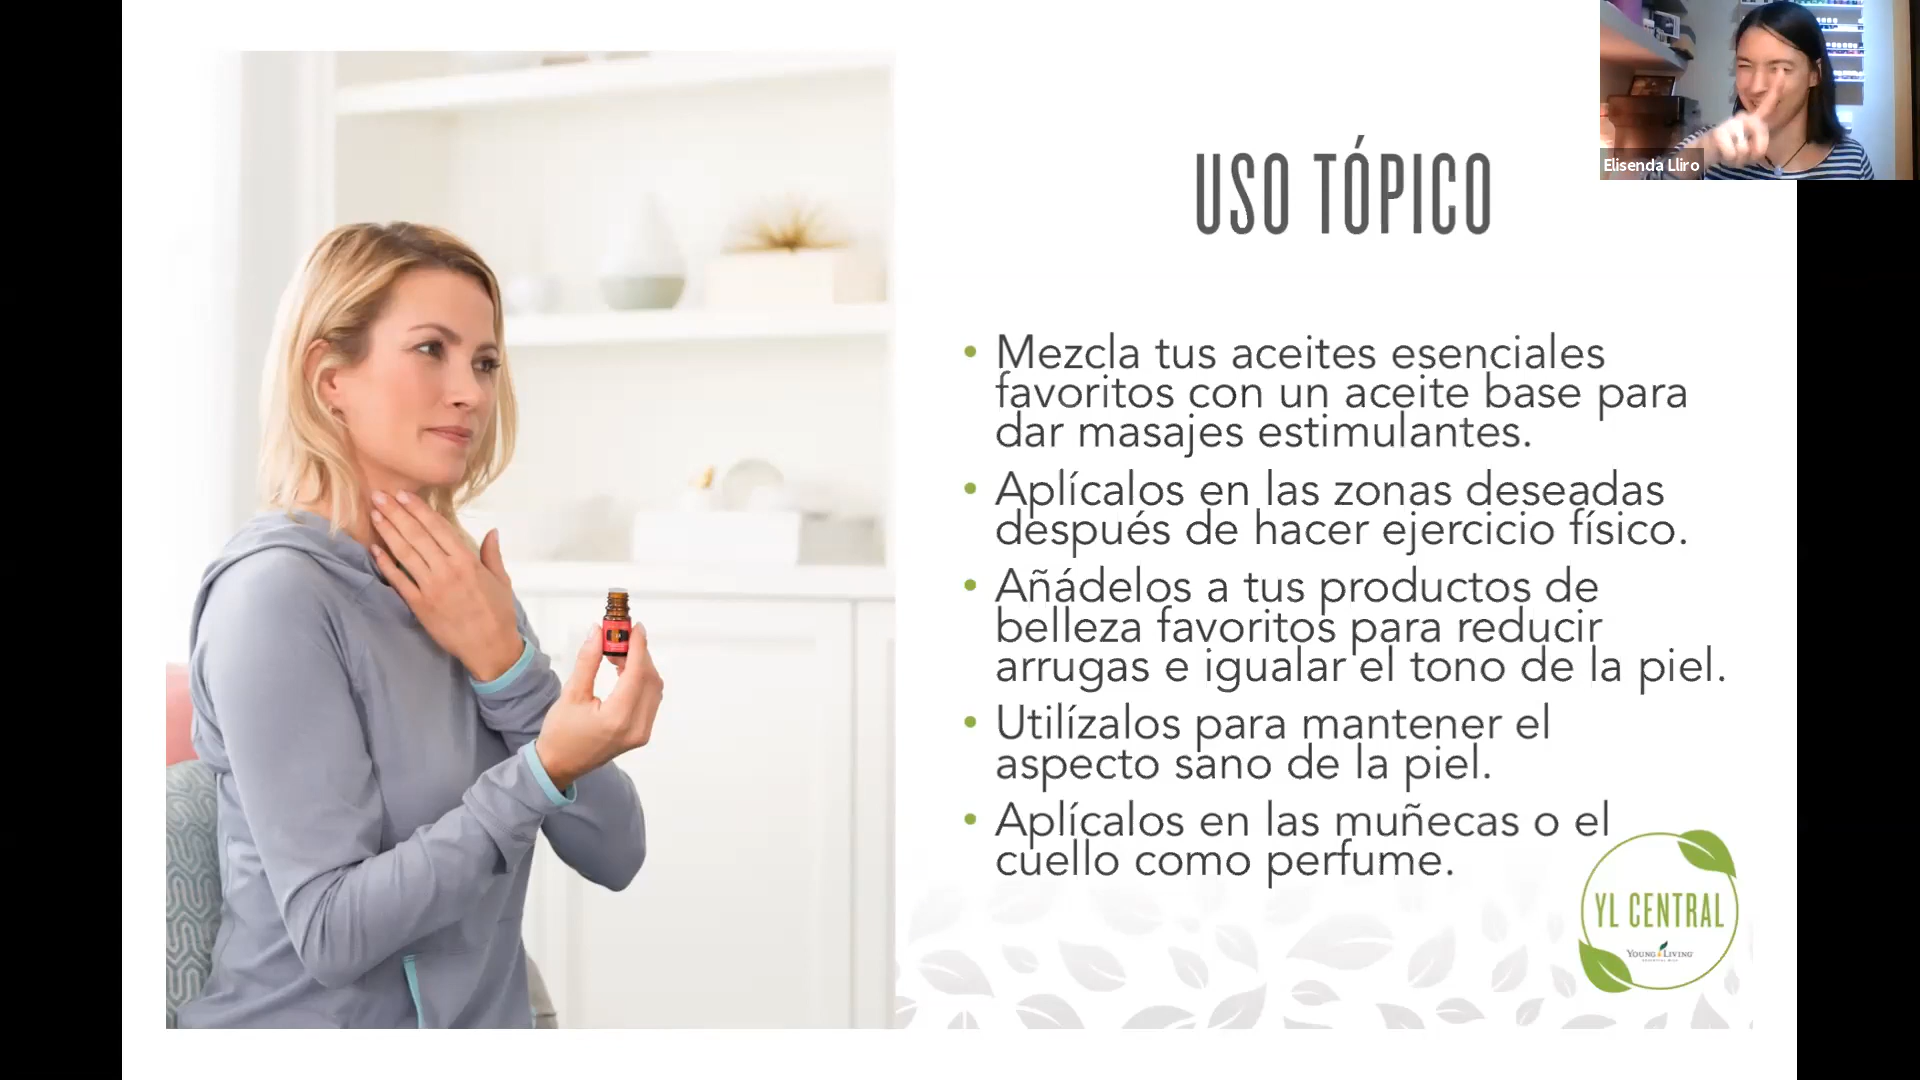 Elisenda Lliro
USO TÓPICO
• Mezcla tus aceites esenciales
favoritos con un aceite base para
dar masajes estimulantes.
• Aplícalos en las zonas deseadas
después de hacer ejercicio físico.
• Añádelos a tus productos de
belleza favoritos para reducir
arrugas e igualar el tono de la piel.
• Utilízalos para mantener el
aspecto sano de la piel.
• Aplícalos en las muñecas o el
cuello como perfume.
YL CENTRAL
YOUNG LIVING